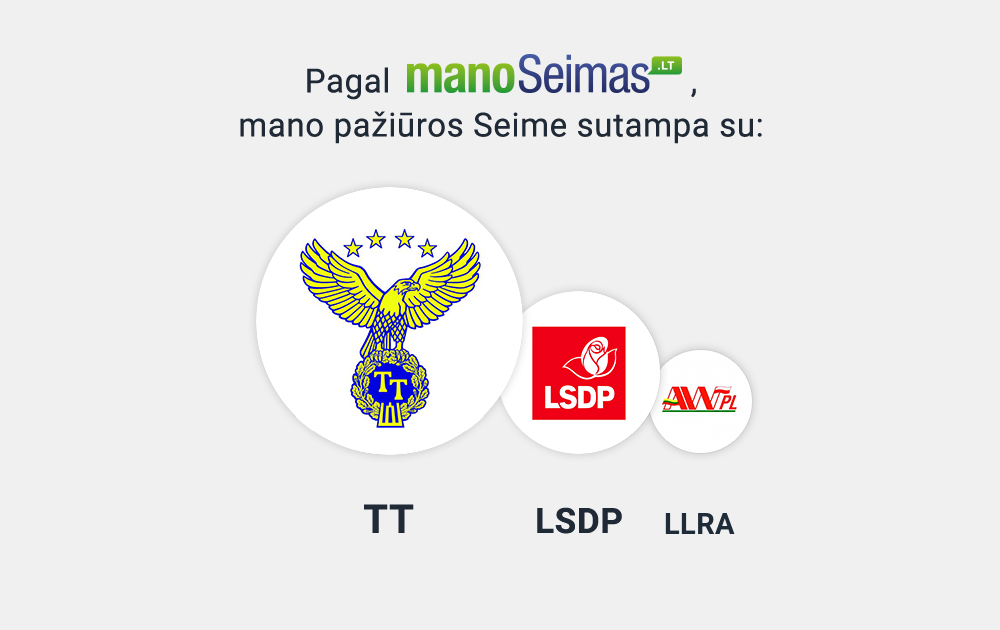 Pagal manoSeimas.LT ,
mano pažiūros Seime sutampa su:
TT
LSDP
AWPL
TT LSDP LLRA